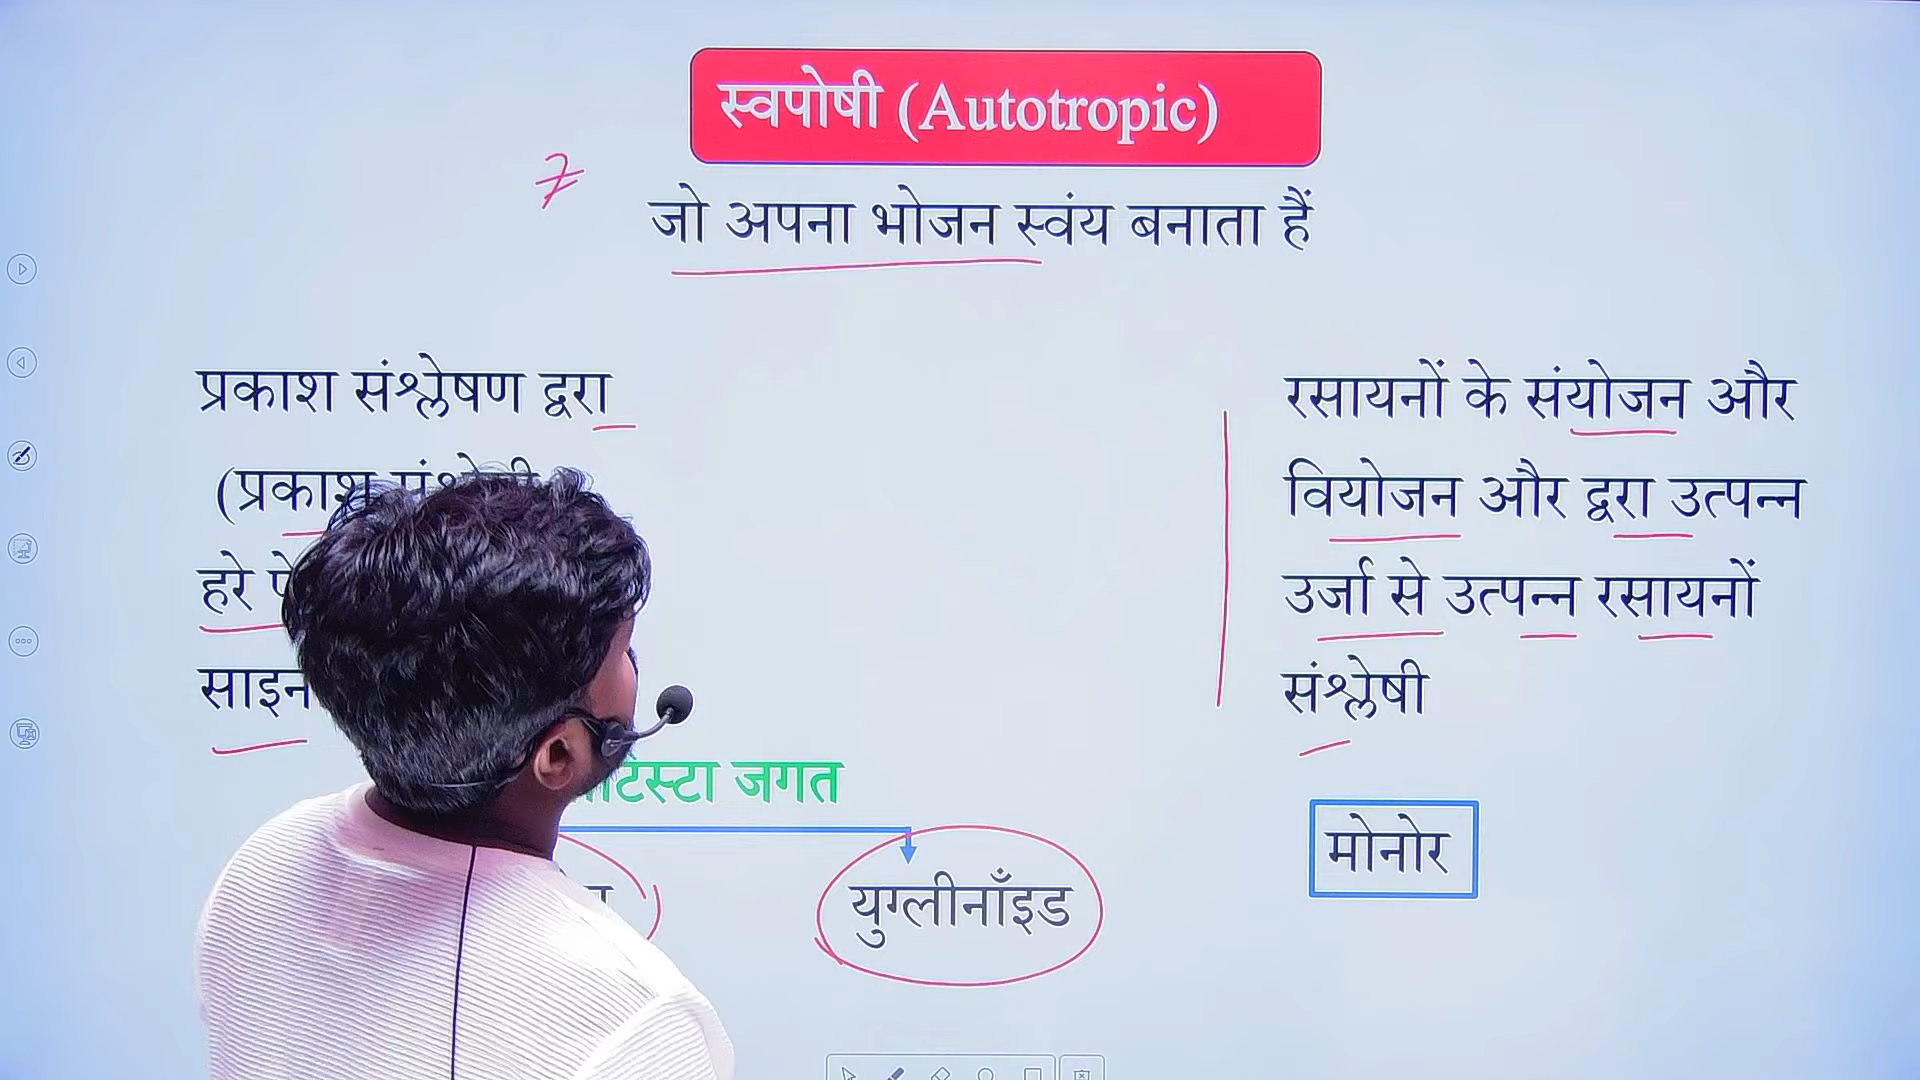 स्वपोषी (Autotropic)
जो अपना भोजन स्वंय बनाता हैं
प्रकाश संश्लेषण द्वरा
(प्रकाश
हरे
रसायनों के संयोजन और
वियोजन और द्वरा उत्पन्न
उर्जा से उत्पन्न रसायनों
संश्लेषी
जगत
युग्लीनाँइड
मोनोर